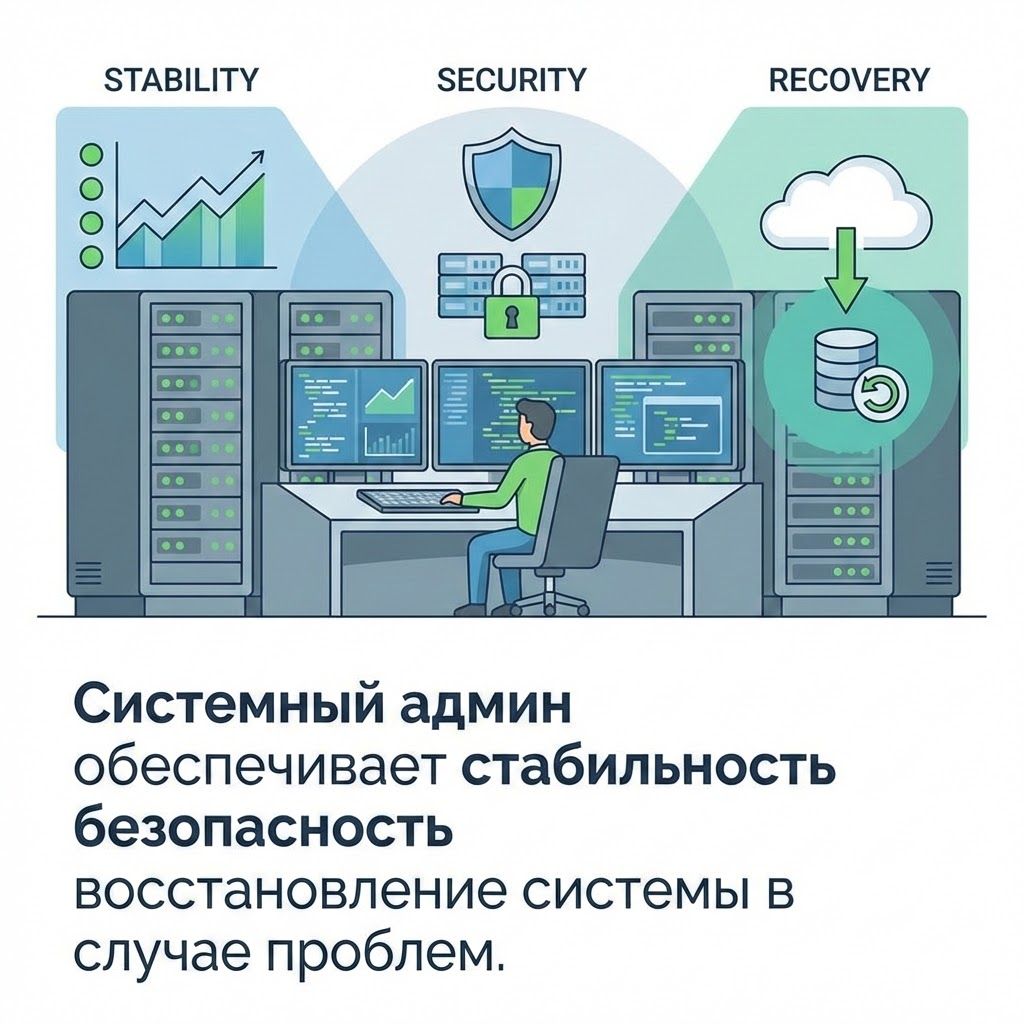 STABILITY
SECURITY
RECOVERY
Системный админ
обеспечивает стабильность
безопасность
восстановление системы в
случае проблем.